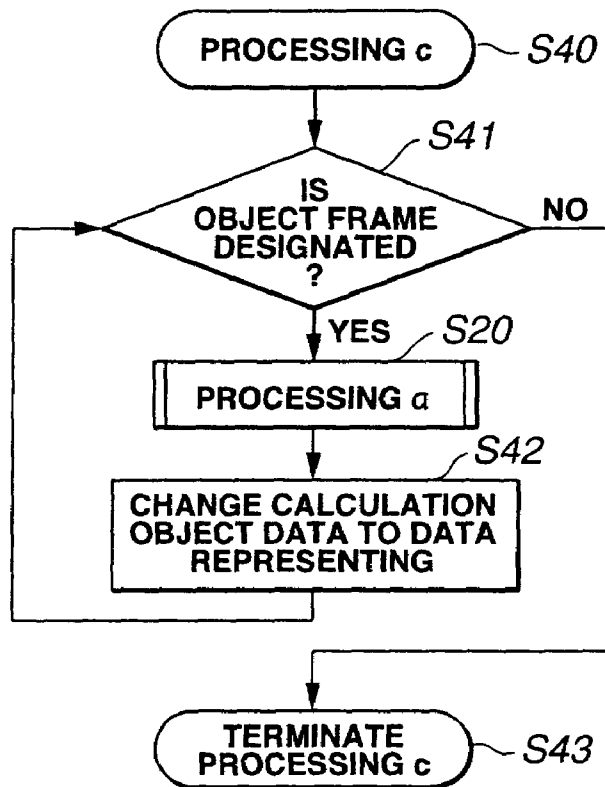 PROCESSING c
S40
S41
IS
OBJECT FRAME
DESIGNATED
?
NO
YES
S20
PROCESSING a
S42
CHANGE CALCULATION
OBJECT DATA TO DATA
REPRESENTING
TERMINATE
PROCESSING c
S43